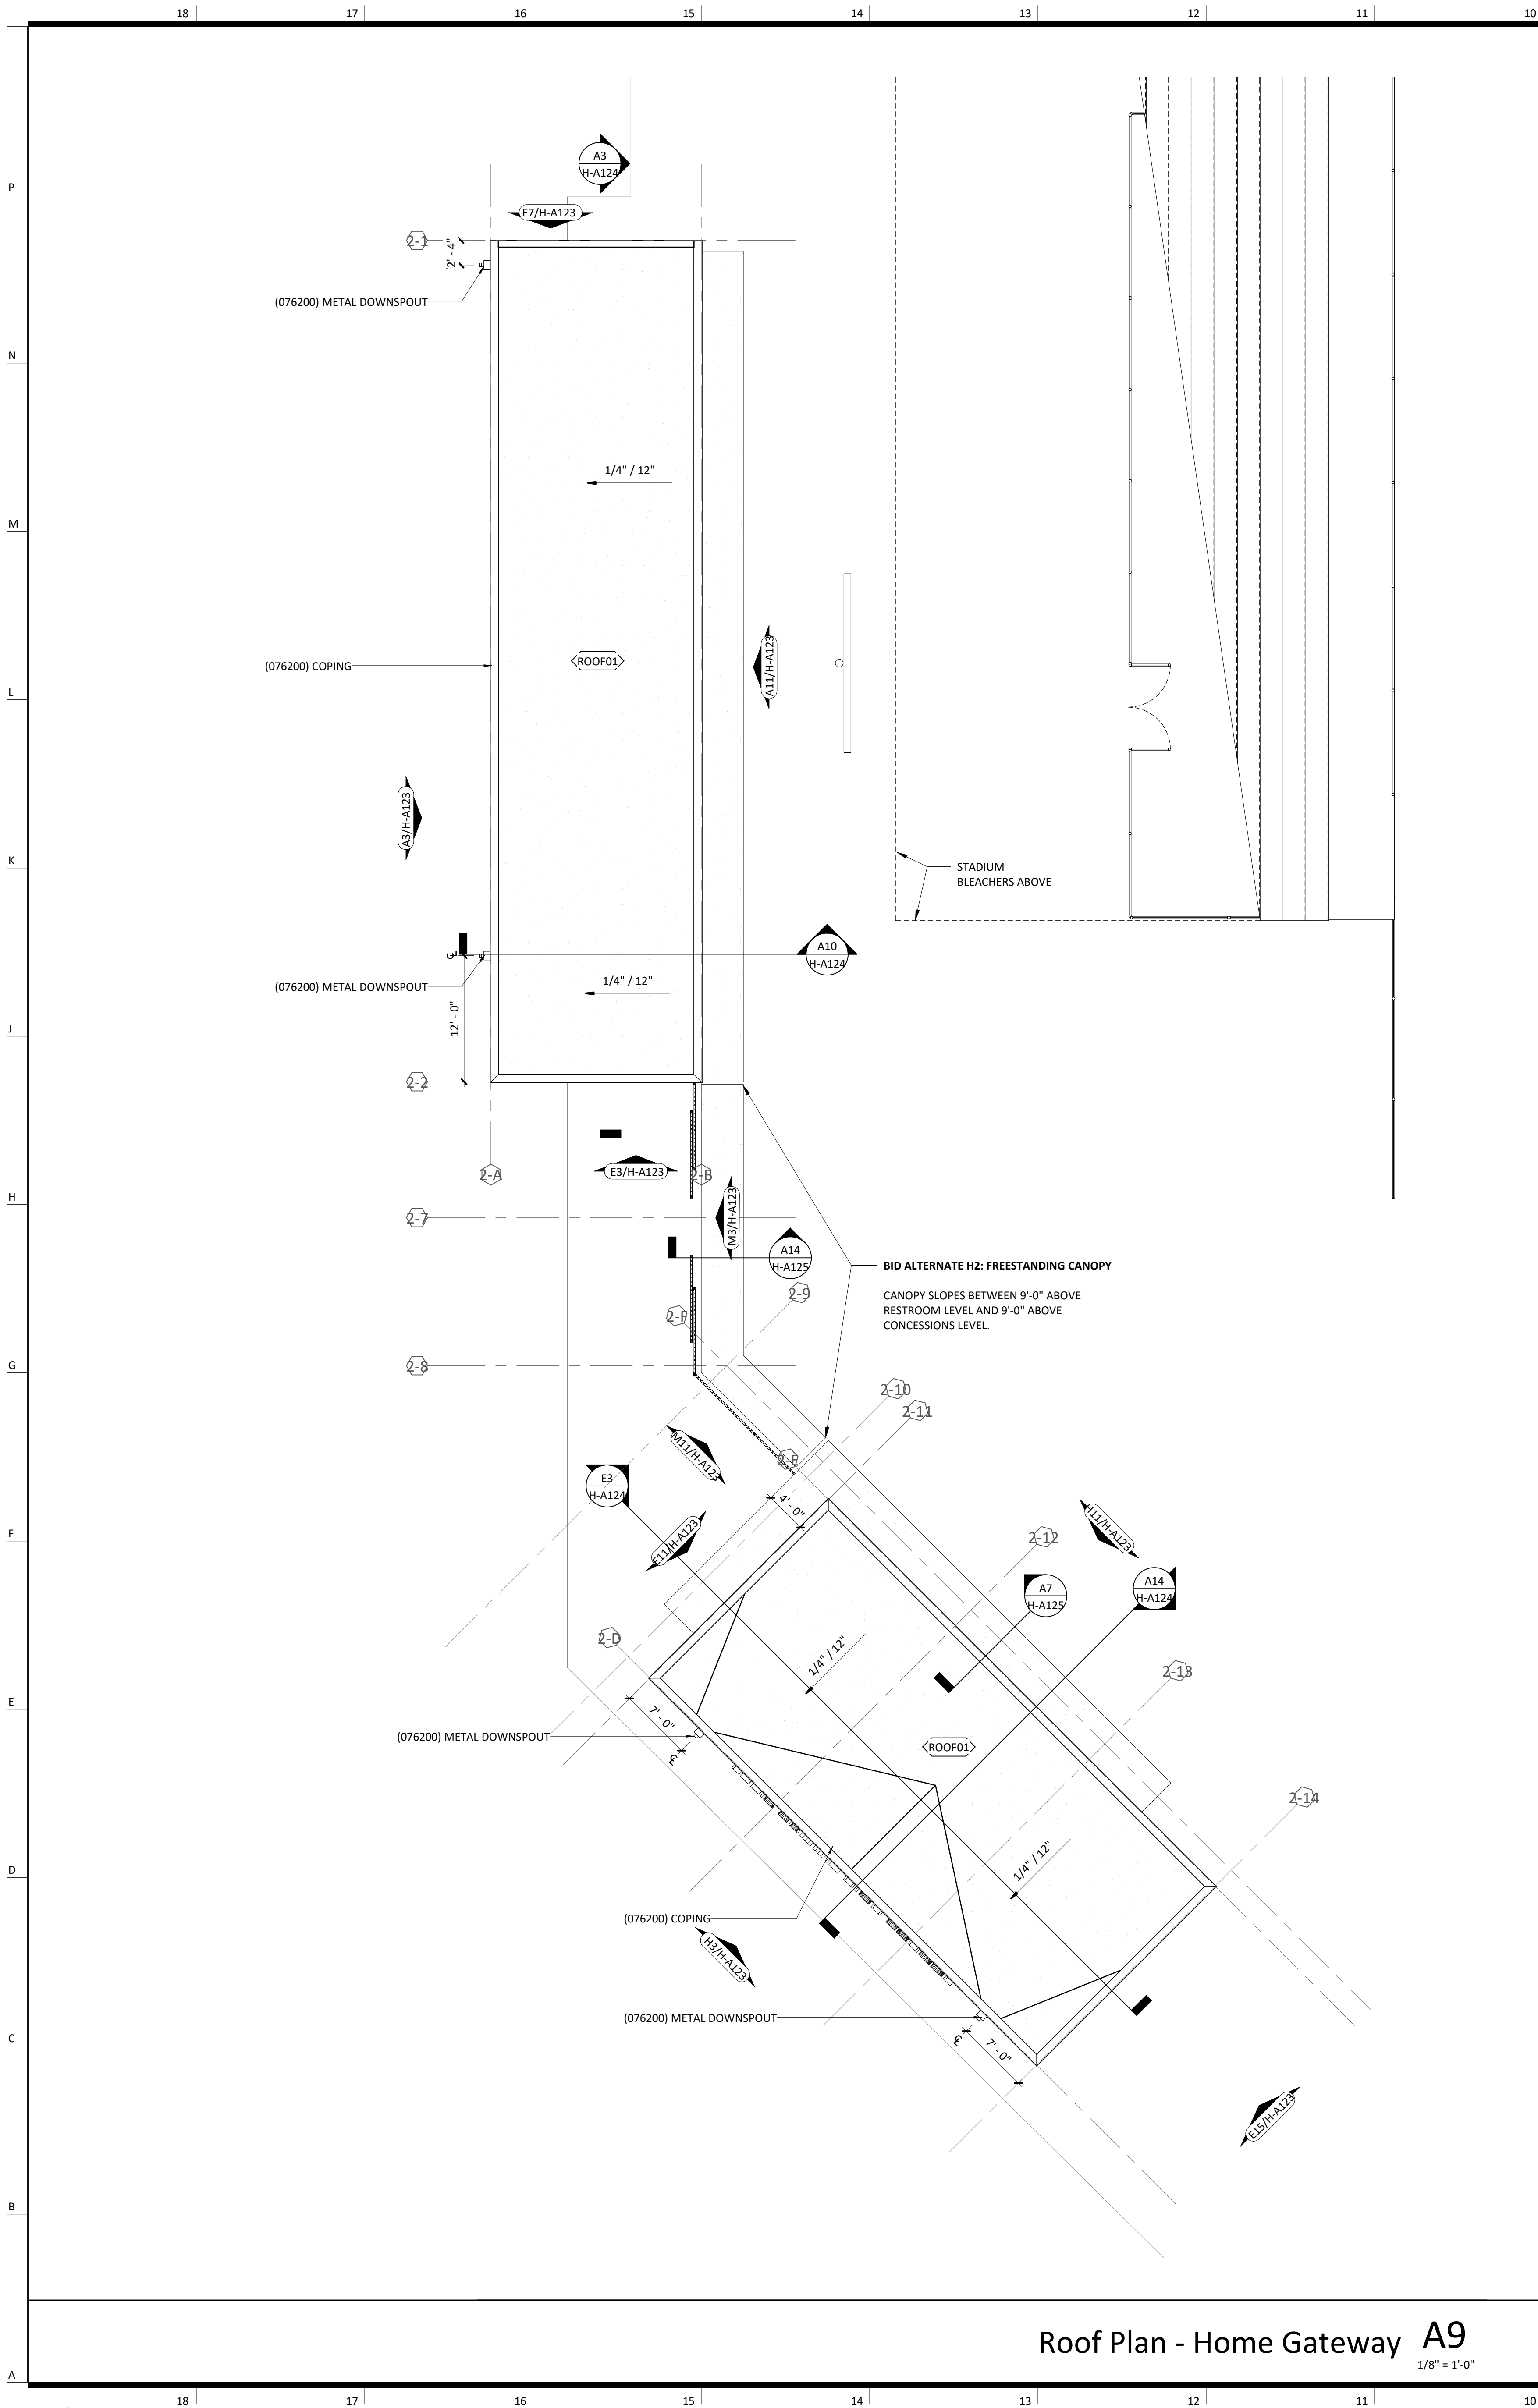 18
17
16
15
14
13
12
11
10
P
N
M
L
K
J
H
G
F
E
D
C
B
A
A3
H-A124
E7/H-A123
2-1
2' - 4"
(076200) METAL DOWNSPOUT
1/4" / 12"
(076200) COPING
ROOF01
A11/H-A123
A3/H-A123
STADIUM
BLEACHERS ABOVE
A10
H-A124
(076200) METAL DOWNSPOUT
1/4" / 12"
12' - 0"
2-2
2-A
E3/H-A123
2-B
2-7
M3/H-A123
A14
H-A125
BID ALTERNATE H2: FREESTANDING CANOPY
CANOPY SLOPES BETWEEN 9'-0" ABOVE
RESTROOM LEVEL AND 9'-0" ABOVE
CONCESSIONS LEVEL.
2-9
2-F
2-8
2-10
2-11
M11/H-A123
2-E
E3
H-A124
4' - 0"
E11/H-A123
H11/H-A123
2-12
A7
H-A125
A14
H-A124
2-D
1/4" / 12"
2-13
7' - 0"
(076200) METAL DOWNSPOUT
ROOF01
2-14
1/4" / 12"
(076200) COPING
H3/H-A123
(076200) METAL DOWNSPOUT
7' - 0"
E15/H-A123
Roof Plan - Home Gateway A9
1/8" = 1'-0"
18
17
16
15
14
13
12
11
10